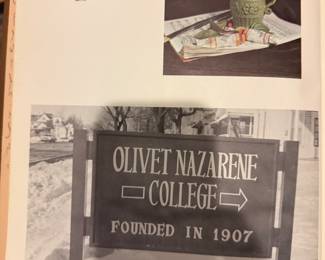 OLIVET NAZARENE
COLLEGE
FOUNDED IN 1907